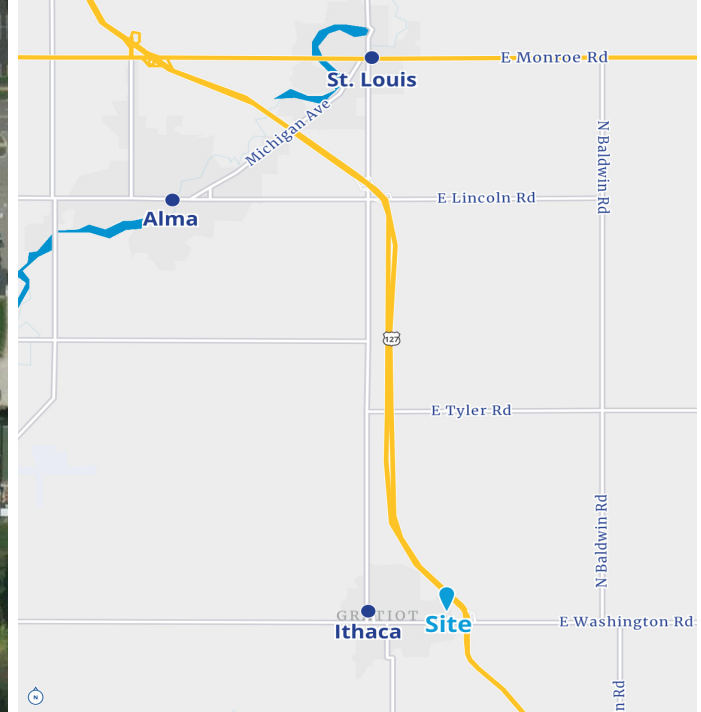 E Monroe Rd
St. Louis
Michigan Ave
N Baldwin Rd
E Lincoln Rd
Alma
127
E Tyler Rd
N Baldwin Rd
GRATIOT
Ithaca
Site
E Washington Rd
n Rd
N